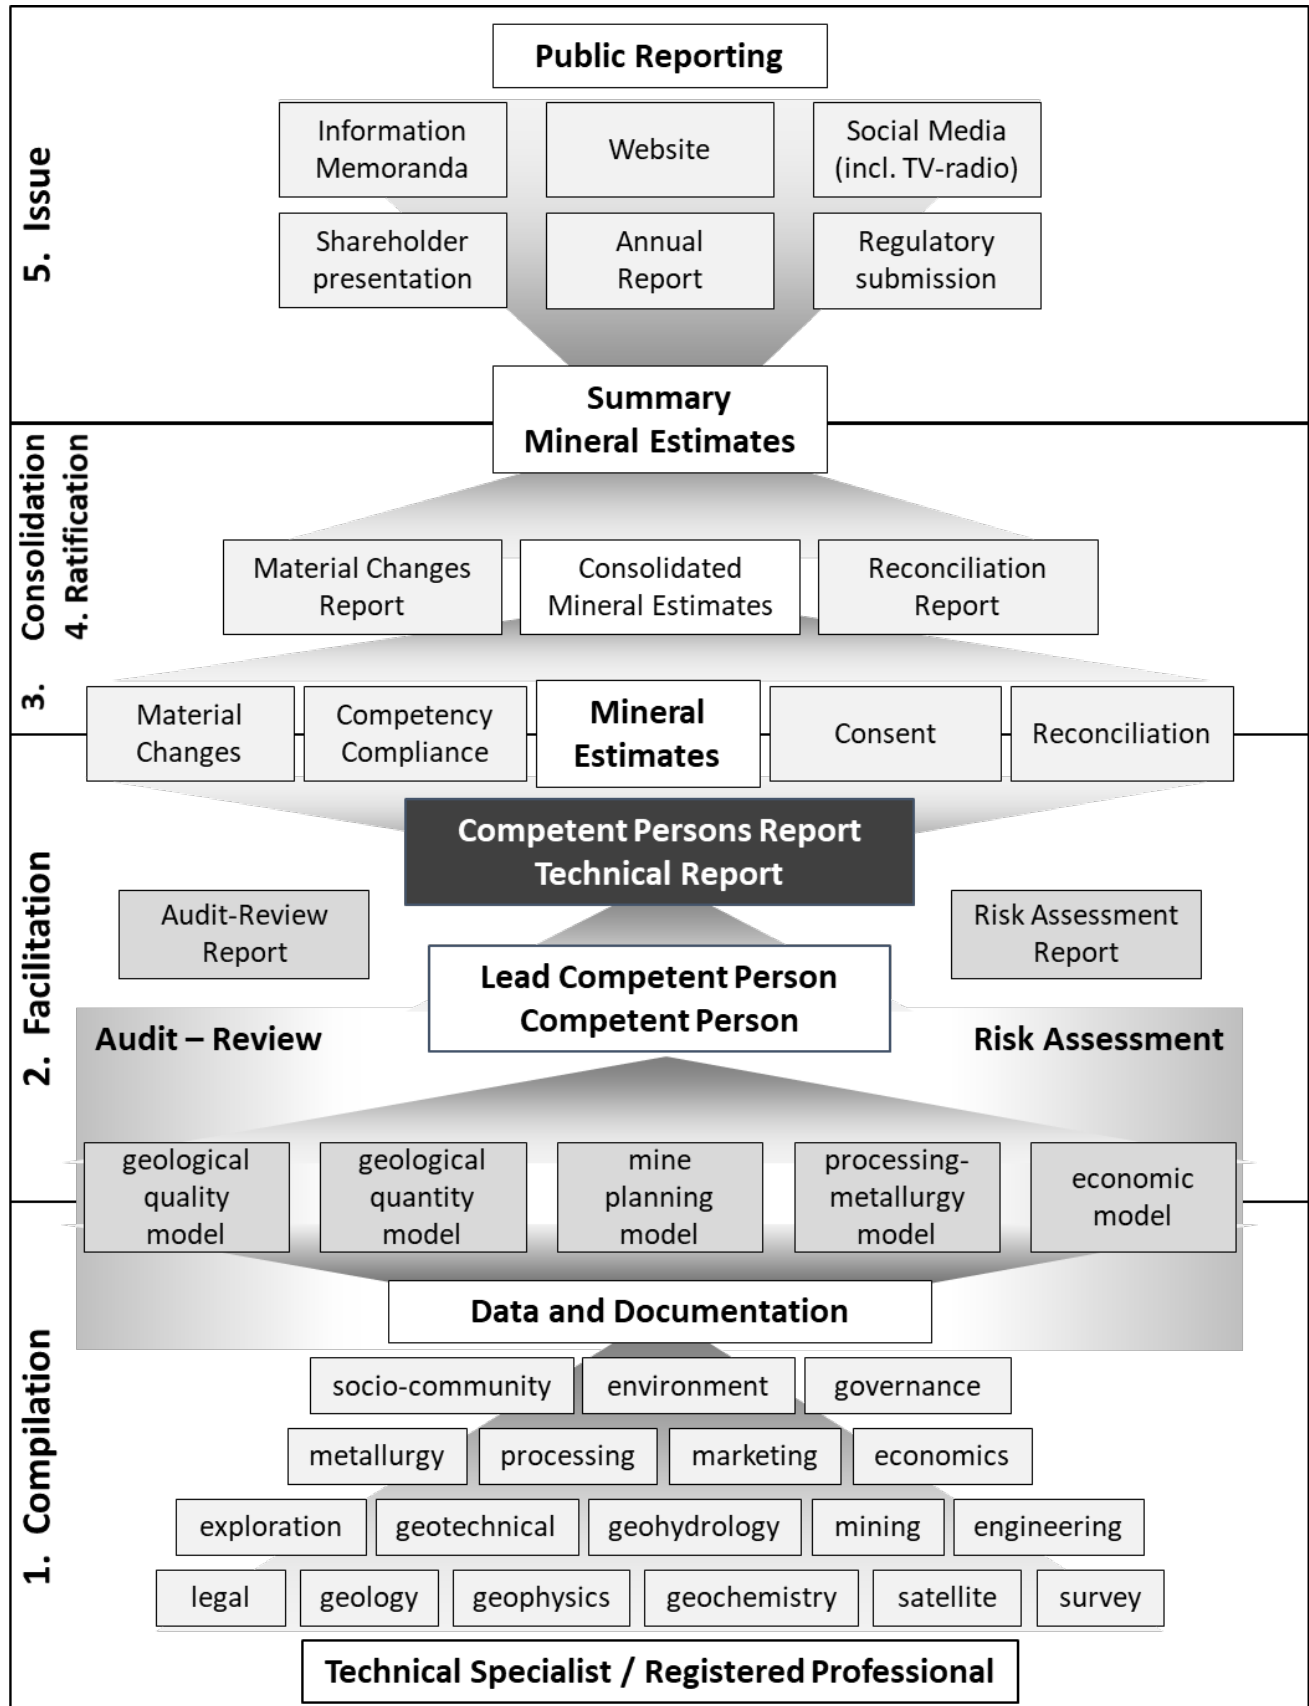 Public Reporting
Information
Memoranda
Website
Social Media
(incl. TV-radio)
Shareholder
presentation
Annual
Report
Regulatory
submission
5. Issue
Summary
Mineral Estimates
3. Consolidation
4. Ratification
Material Changes
Report
Consolidated
Mineral Estimates
Reconciliation
Report
Material
Changes
Competency
Compliance
Mineral
Estimates
Consent
Reconciliation
2. Facilitation
Competent Persons Report
Technical Report
Audit-Review
Report
Risk Assessment
Report
Lead Competent Person
Competent Person
Audit – Review
Risk Assessment
geological
quality
model
geological
quantity
model
mine
planning
model
processing-
metallurgy
model
economic
model
1. Compilation
Data and Documentation
socio-community
environment
governance
metallurgy
processing
marketing
economics
exploration
geotechnical
geohydrology
mining
engineering
legal
geology
geophysics
geochemistry
satellite
survey
Technical Specialist / Registered Professional